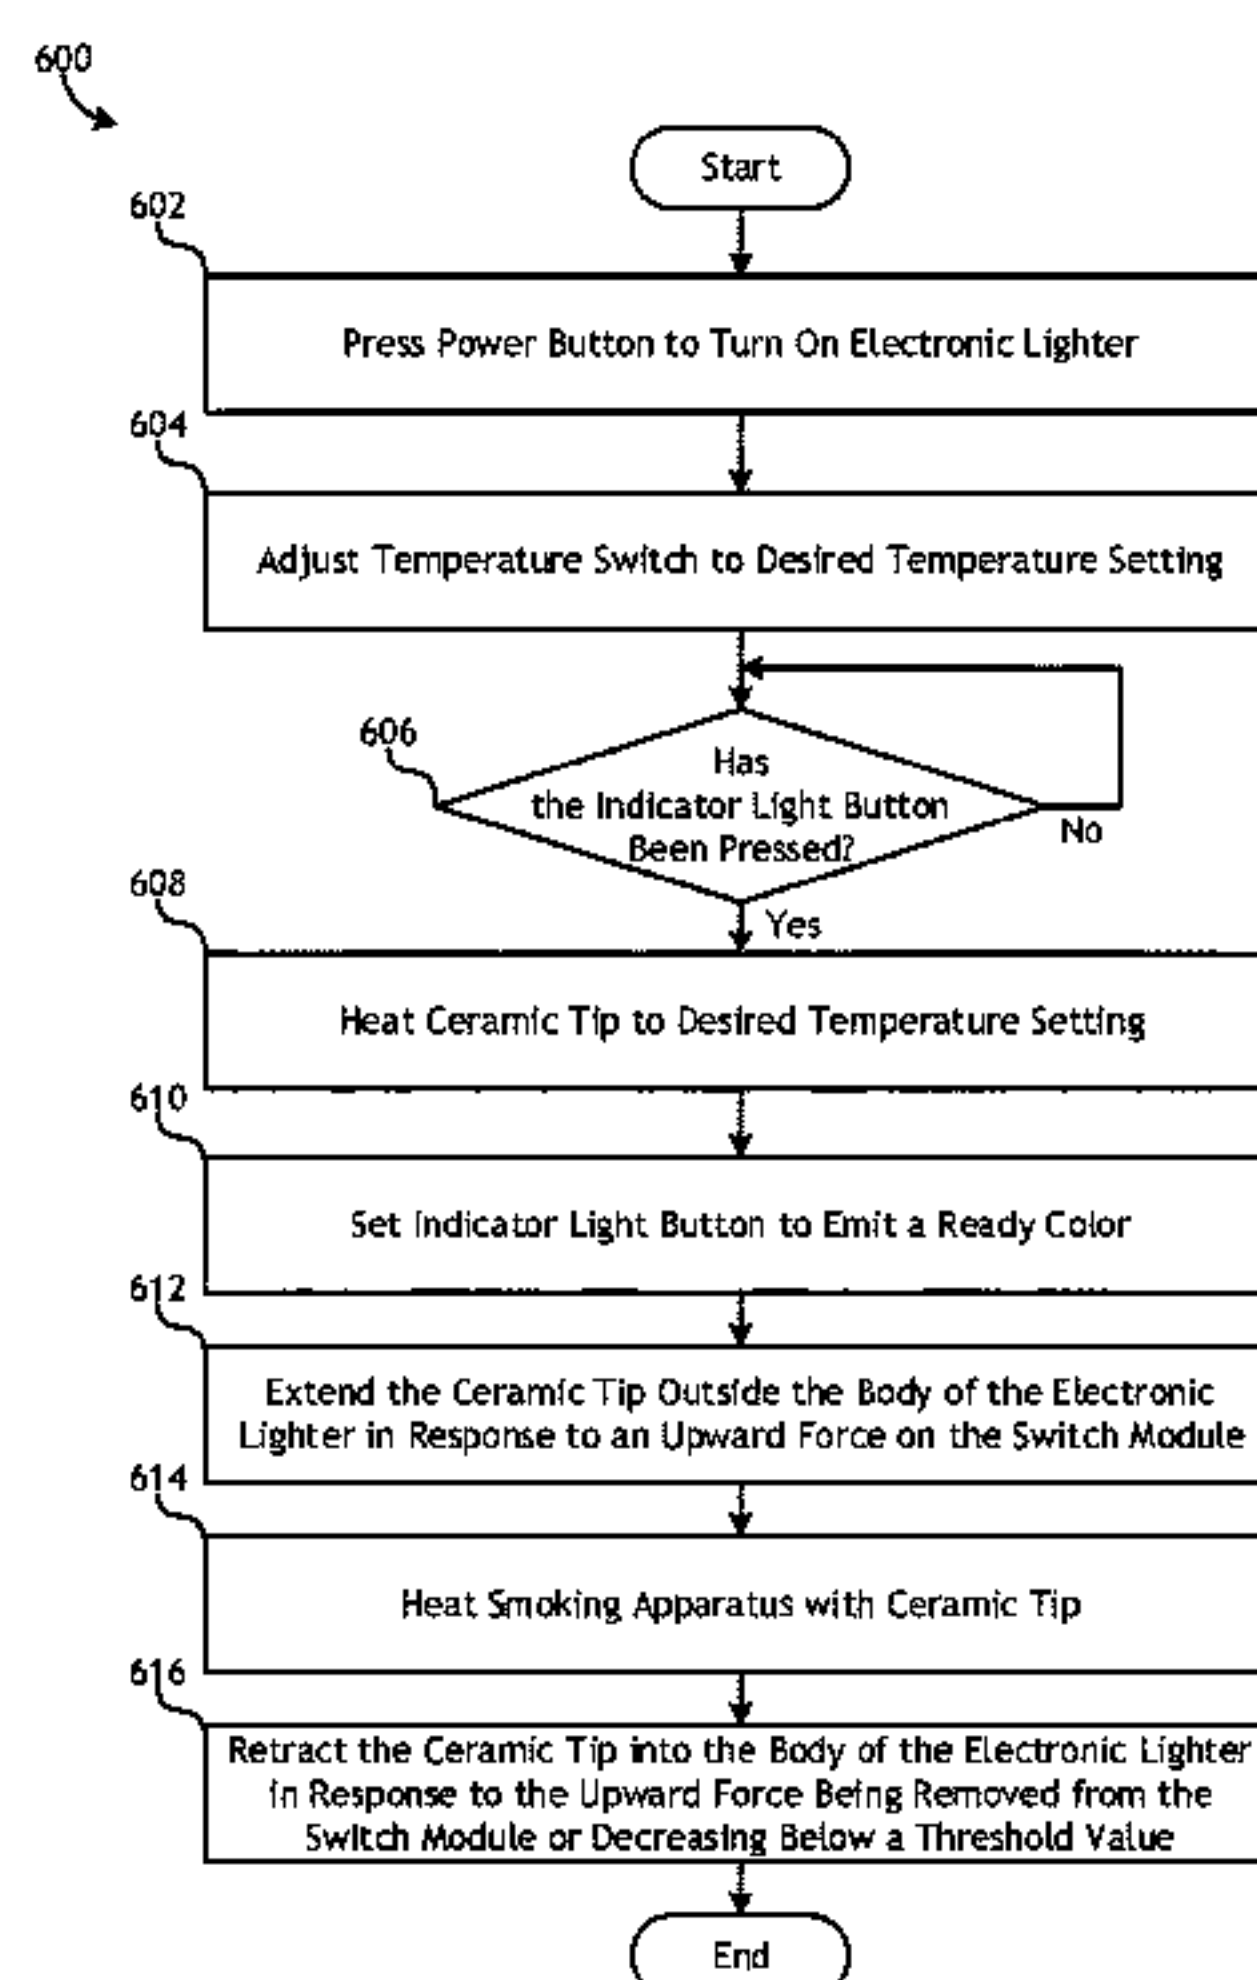 600
Start
602
Press Power Button to Turn On Electronic Lighter
604
Adjust Temperature Switch to Desired Temperature Setting
606
Has
the Indicator Light Button
Been Pressed?
No
Yes
608
Heat Ceramic Tip to Desired Temperature Setting
610
Set Indicator Light Button to Emit a Ready Color
612
Extend the Ceramic Tip Outside the Body of the Electronic
Lighter in Response to an Upward Force on the Switch Module
614
Heat Smoking Apparatus with Ceramic Tip
616
Retract the Ceramic Tip into the Body of the Electronic Lighter
in Response to the Upward Force Being Removed from the
Switch Module or Decreasing Below a Threshold Value
End